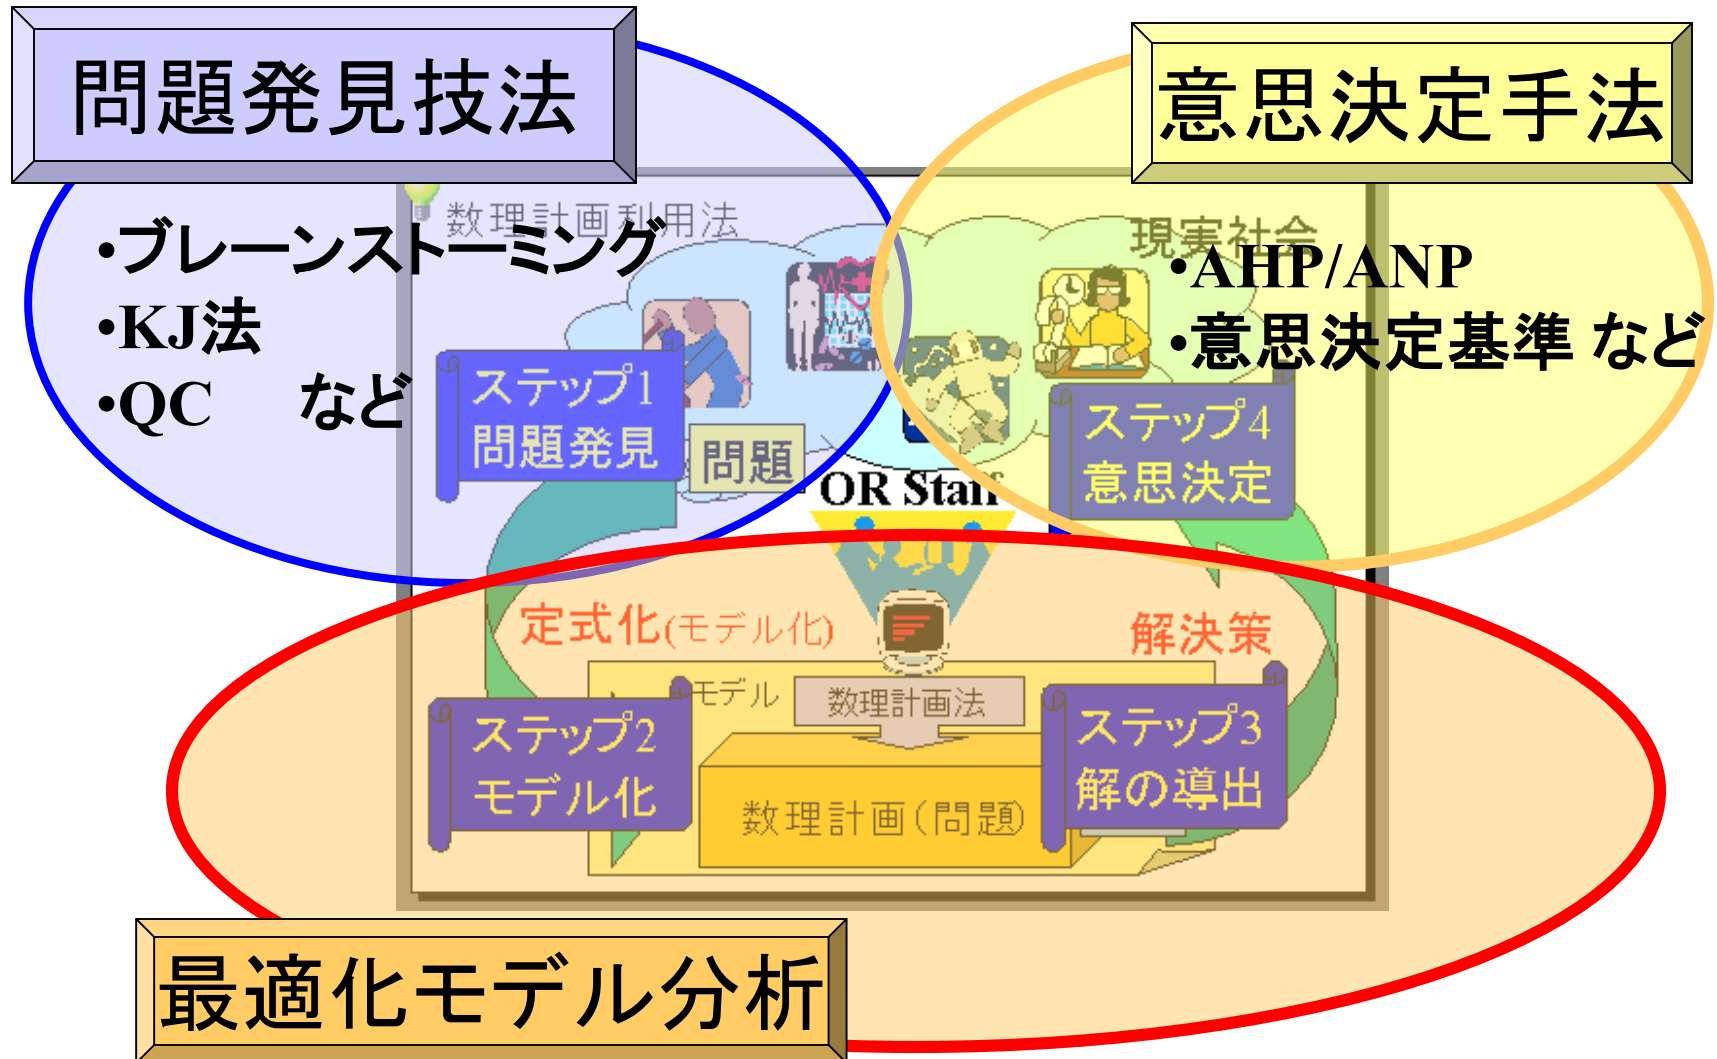 問題発見技法
意思決定手法
数理計画利用法
現実社会
•ブレーンストーミング
•KJ法
•QC など
•AHP/ANP
•意思決定基準 など
ステップ1
問題発見
問題
ステップ4
意思決定
OR Staff
定式化(モデル化)
解決策
モデル
数理計画法
ステップ2
モデル化
ステップ3
解の導出
数理計画(問題)
最適化モデル分析